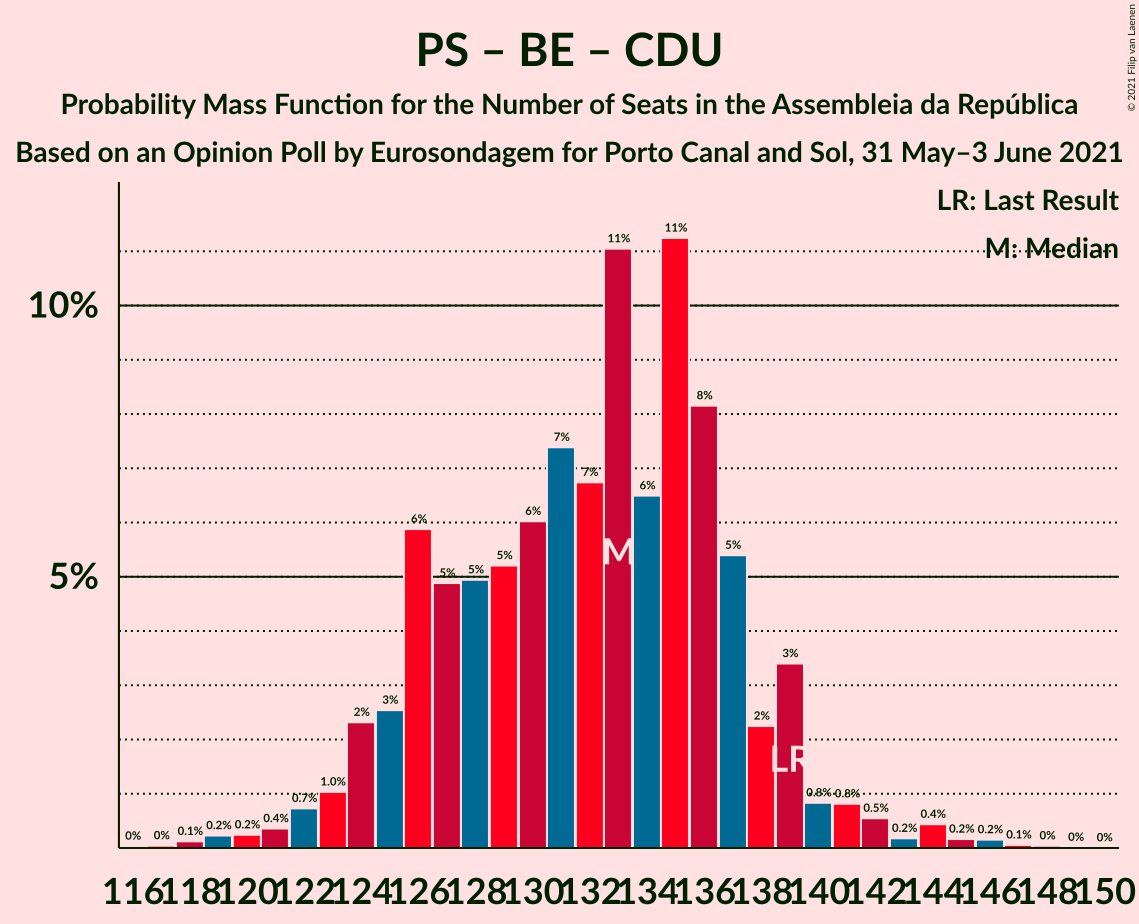 © 2021 Filip van Laenen
PS – BE – CDU
Probability Mass Function for the Number of Seats in the Assembleia da República
Based on an Opinion Poll by Eurosondagem for Porto Canal and Sol, 31 May–3 June 2021
LR: Last Result
M: Median
10%
5%
0% 0% 0.1% 0.2% 0.2% 0.4% 0.7% 1.0% 2% 3% 6% 5% 5% 5% 6% 7% 7% 11% 6% 11% 8% 5% 2% 3% 0.8% 0.8% 0.5% 0.2% 0.4% 0.2% 0.2% 0.1% 0% 0% 0%
M
LR
116 118 120 122 124 126 128 130 132 134 136 138 140 142 144 146 148 150